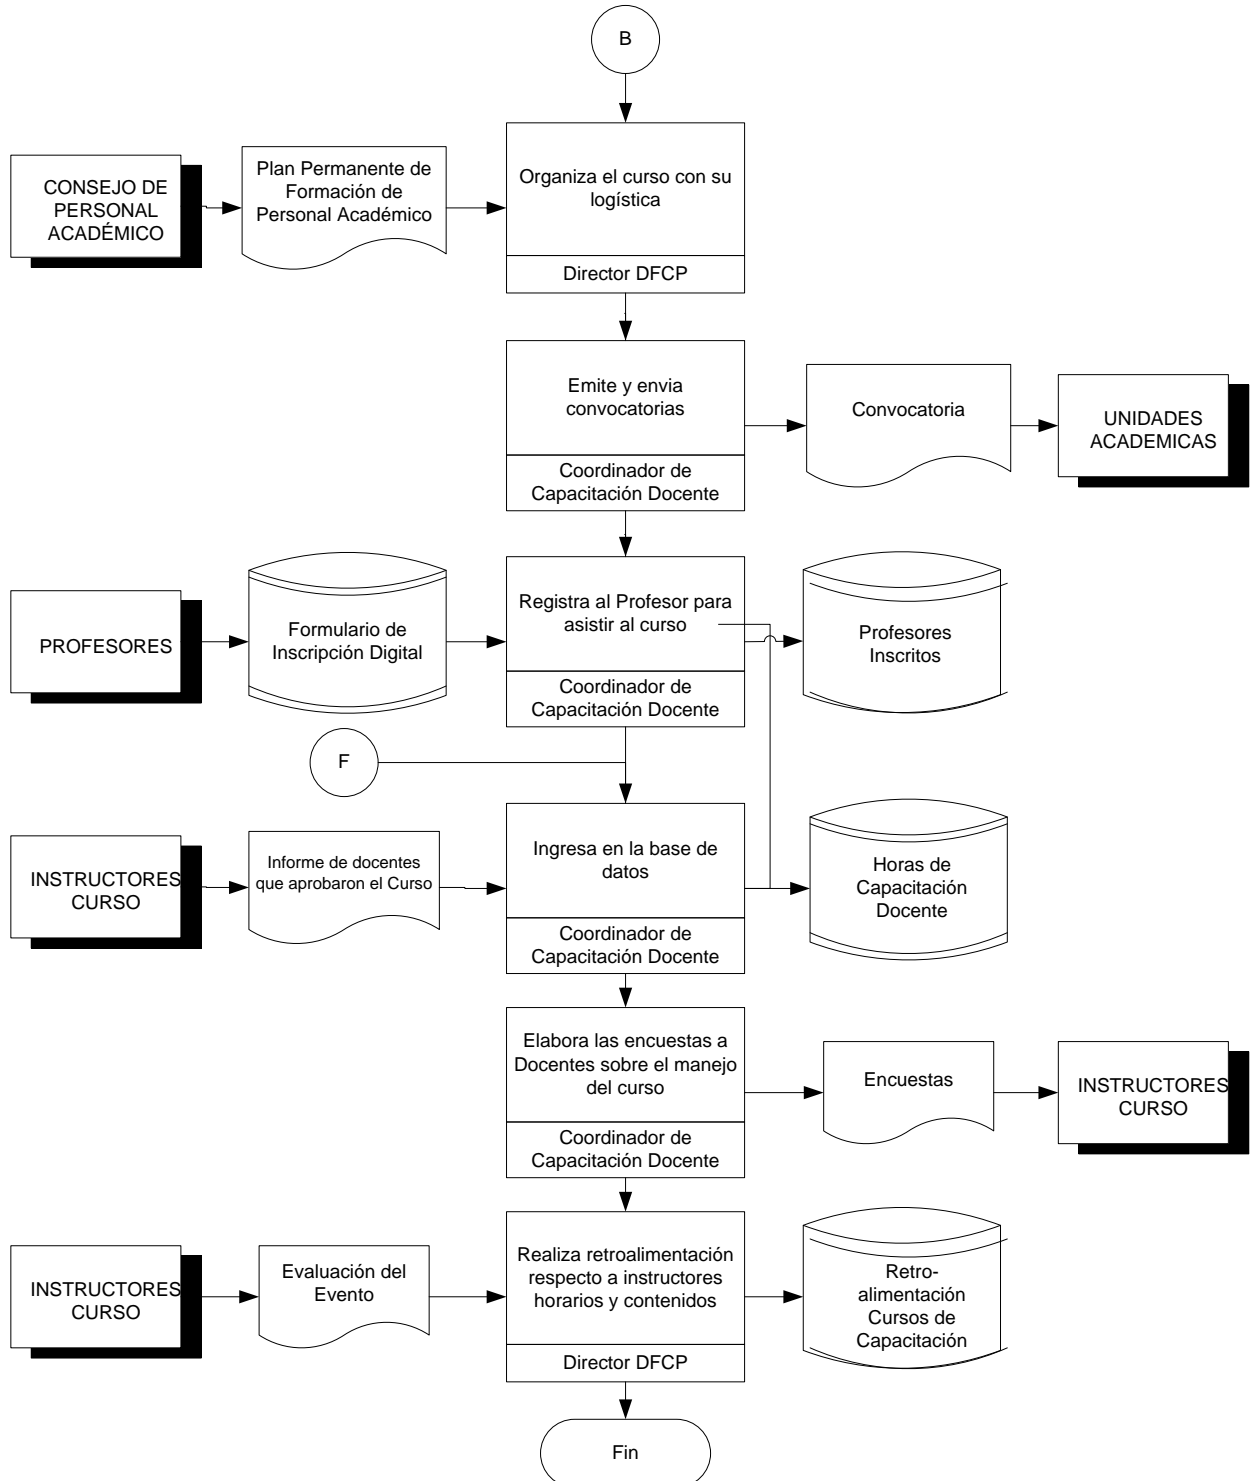 B
CONSEJO DE
PERSONAL
ACADÉMICO
Plan Permanente de
Formación de
Personal Académico
Organiza el curso con su
logística
Director DFCP
Emite y envia
convocatorias
Coordinador de
Capacitación Docente
Convocatoria
UNIDADES
ACADEMICAS
PROFESORES
Formulario de
Inscripción Digital
Registra al Profesor para
asistir al curso
Coordinador de
Capacitación Docente
Profesores
Inscritos
F
INSTRUCTORES
CURSO
Informe de docentes
que aprobaron el Curso
Ingresa en la base de
datos
Coordinador de
Capacitación Docente
Horas de
Capacitación
Docente
Elabora las encuestas a
Docentes sobre el manejo
del curso
Coordinador de
Capacitación Docente
Encuestas
INSTRUCTORES
CURSO
INSTRUCTORES
CURSO
Evaluación del
Evento
Realiza retroalimentación
respecto a instructores
horarios y contenidos
Director DFCP
Retro-
alimentación
Cursos de
Capacitación
Fin